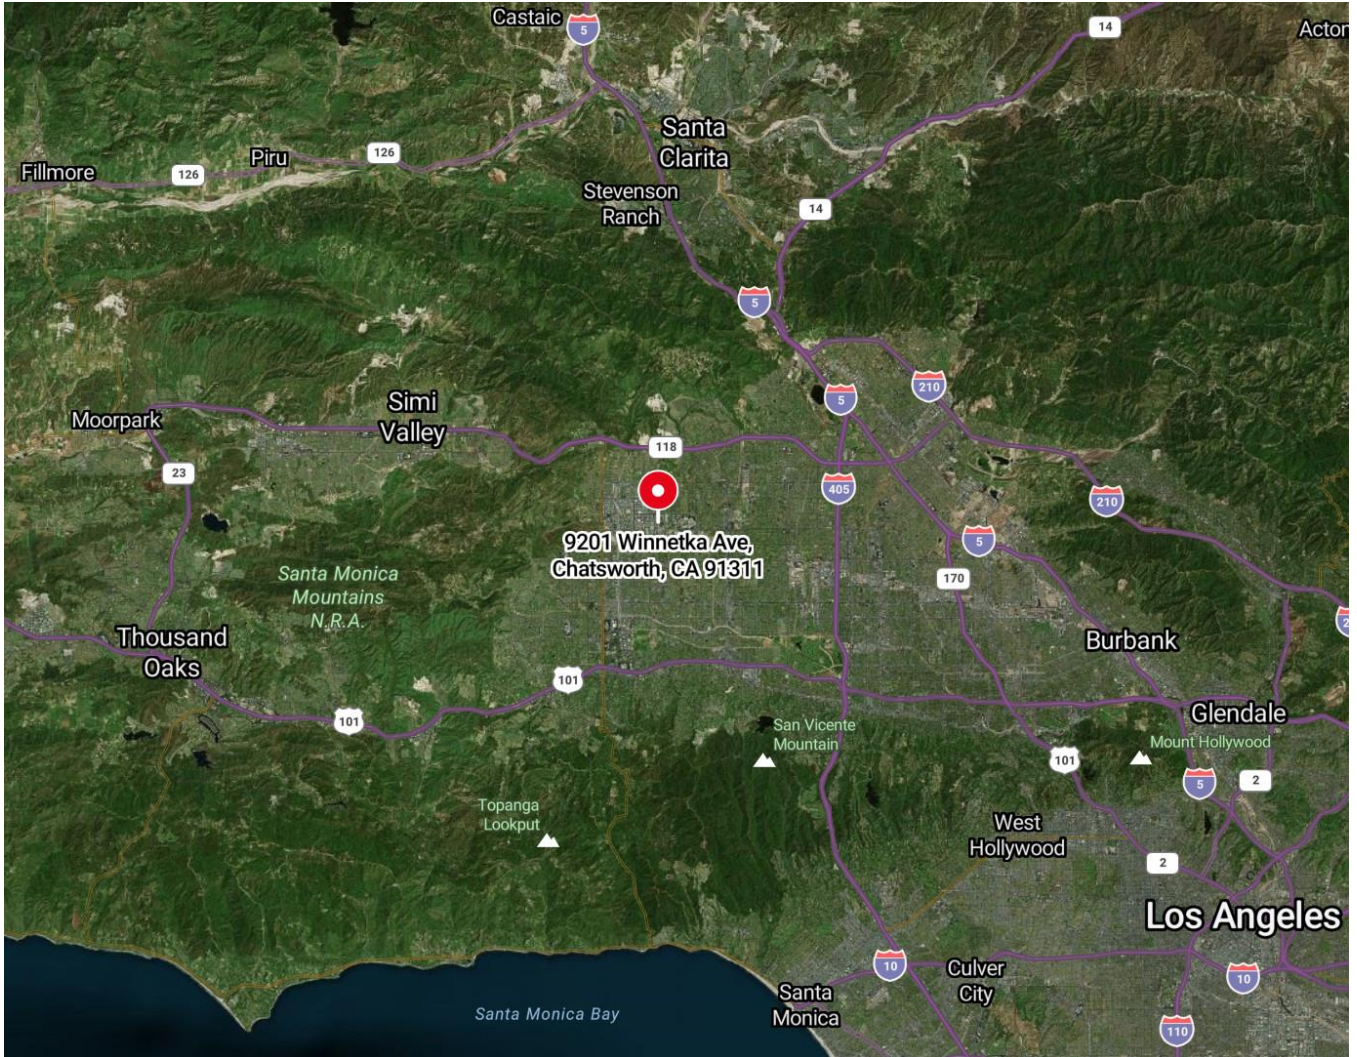 Castaic
5
14
Acton
Santa
Clarita
126
Piru
126
Fillmore
Stevenson
Ranch
14
5
210
5
Simi
Valley
Moorpark
118
23
405
210
9201 Winnetka Ave,
Chatsworth, CA 91311
5
170
Santa Monica
Mountains
N.R.A.
2
Thousand
Oaks
Burbank
101
101
Glendale
San Vicente
Mountain
Mount Hollywood
101
5
2
Topanga
Lookput
West
Hollywood
2
Los Angeles
10
Culver
City
10
Santa
Monica
Santa Monica Bay
110